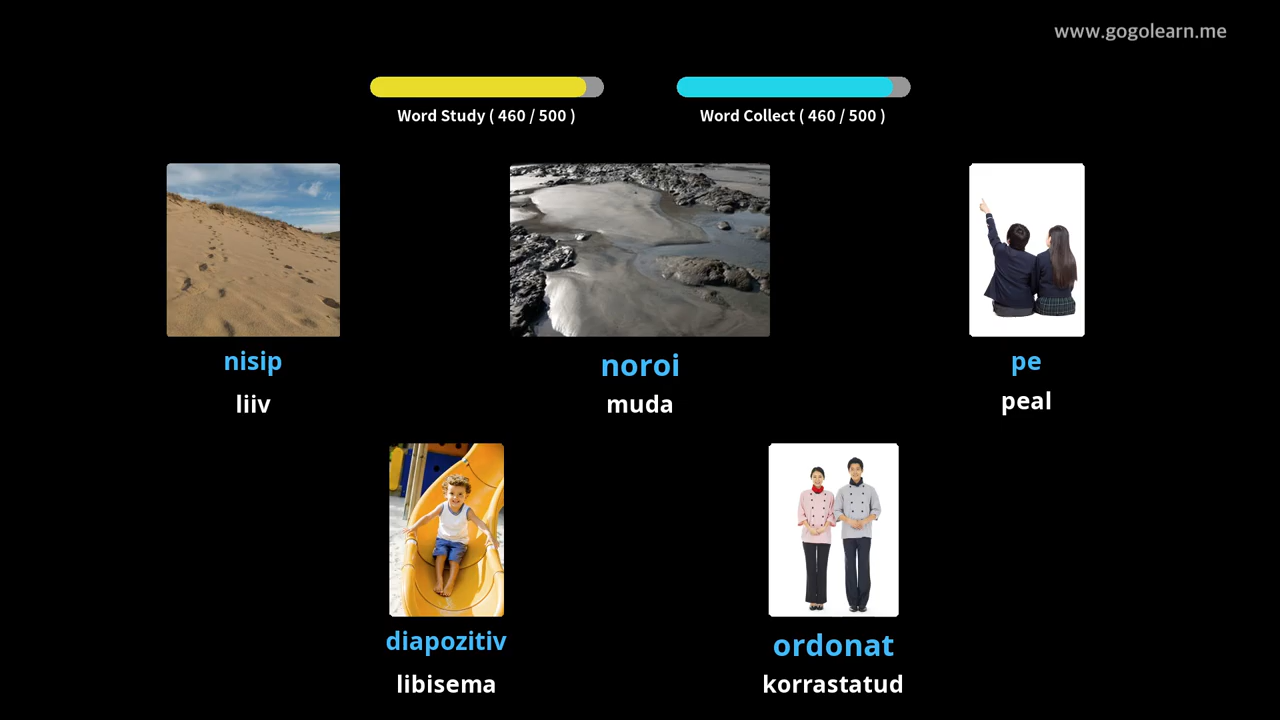 www.gogolearn.me
Word Study ( 460 / 500 )
Word Collect ( 460 / 500 )
nisip
liiv
noroi
muda
pe
peal
diapozitiv
libisema
ordonat
korrastatud